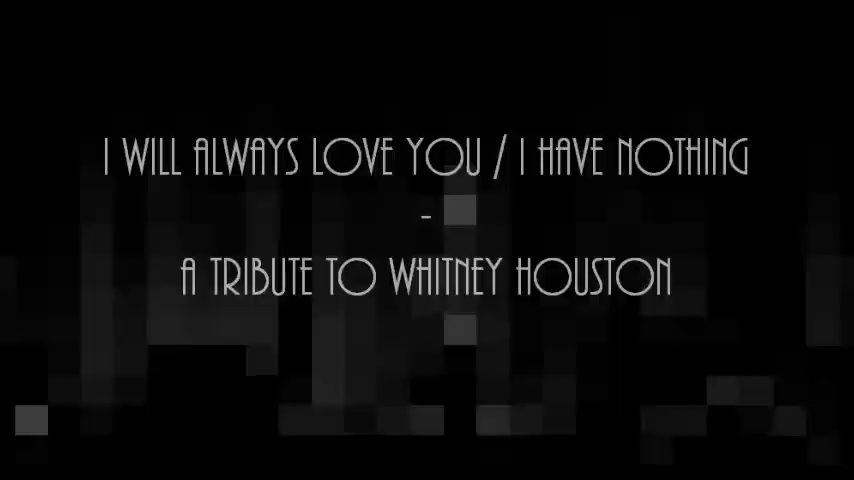 I WILL ALWAYS LOVE YOU / I HAVE NOTHING
-
A TRIBUTE TO WHITNEY HOUSTON